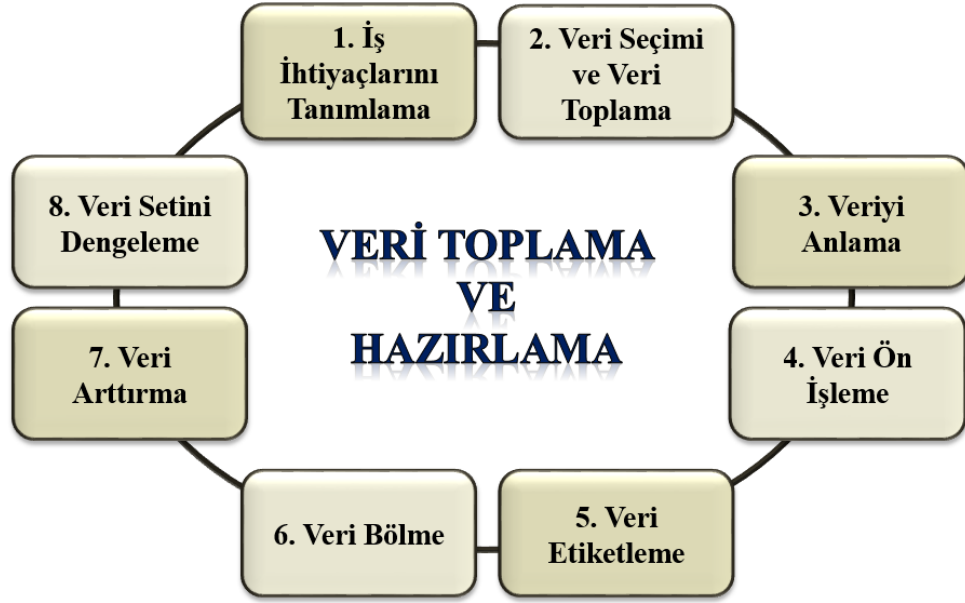 1. İş
İhtiyaçlarını
Tanımlama
2. Veri Seçimi
ve Veri
Toplama
3. Veriyi
Anlama
4. Veri Ön
İşleme
5. Veri
Etiketleme
6. Veri Bölme
7. Veri
Arttırma
8. Veri Setini
Dengeleme
VERİ TOPLAMA
VE
HAZIRLAMA